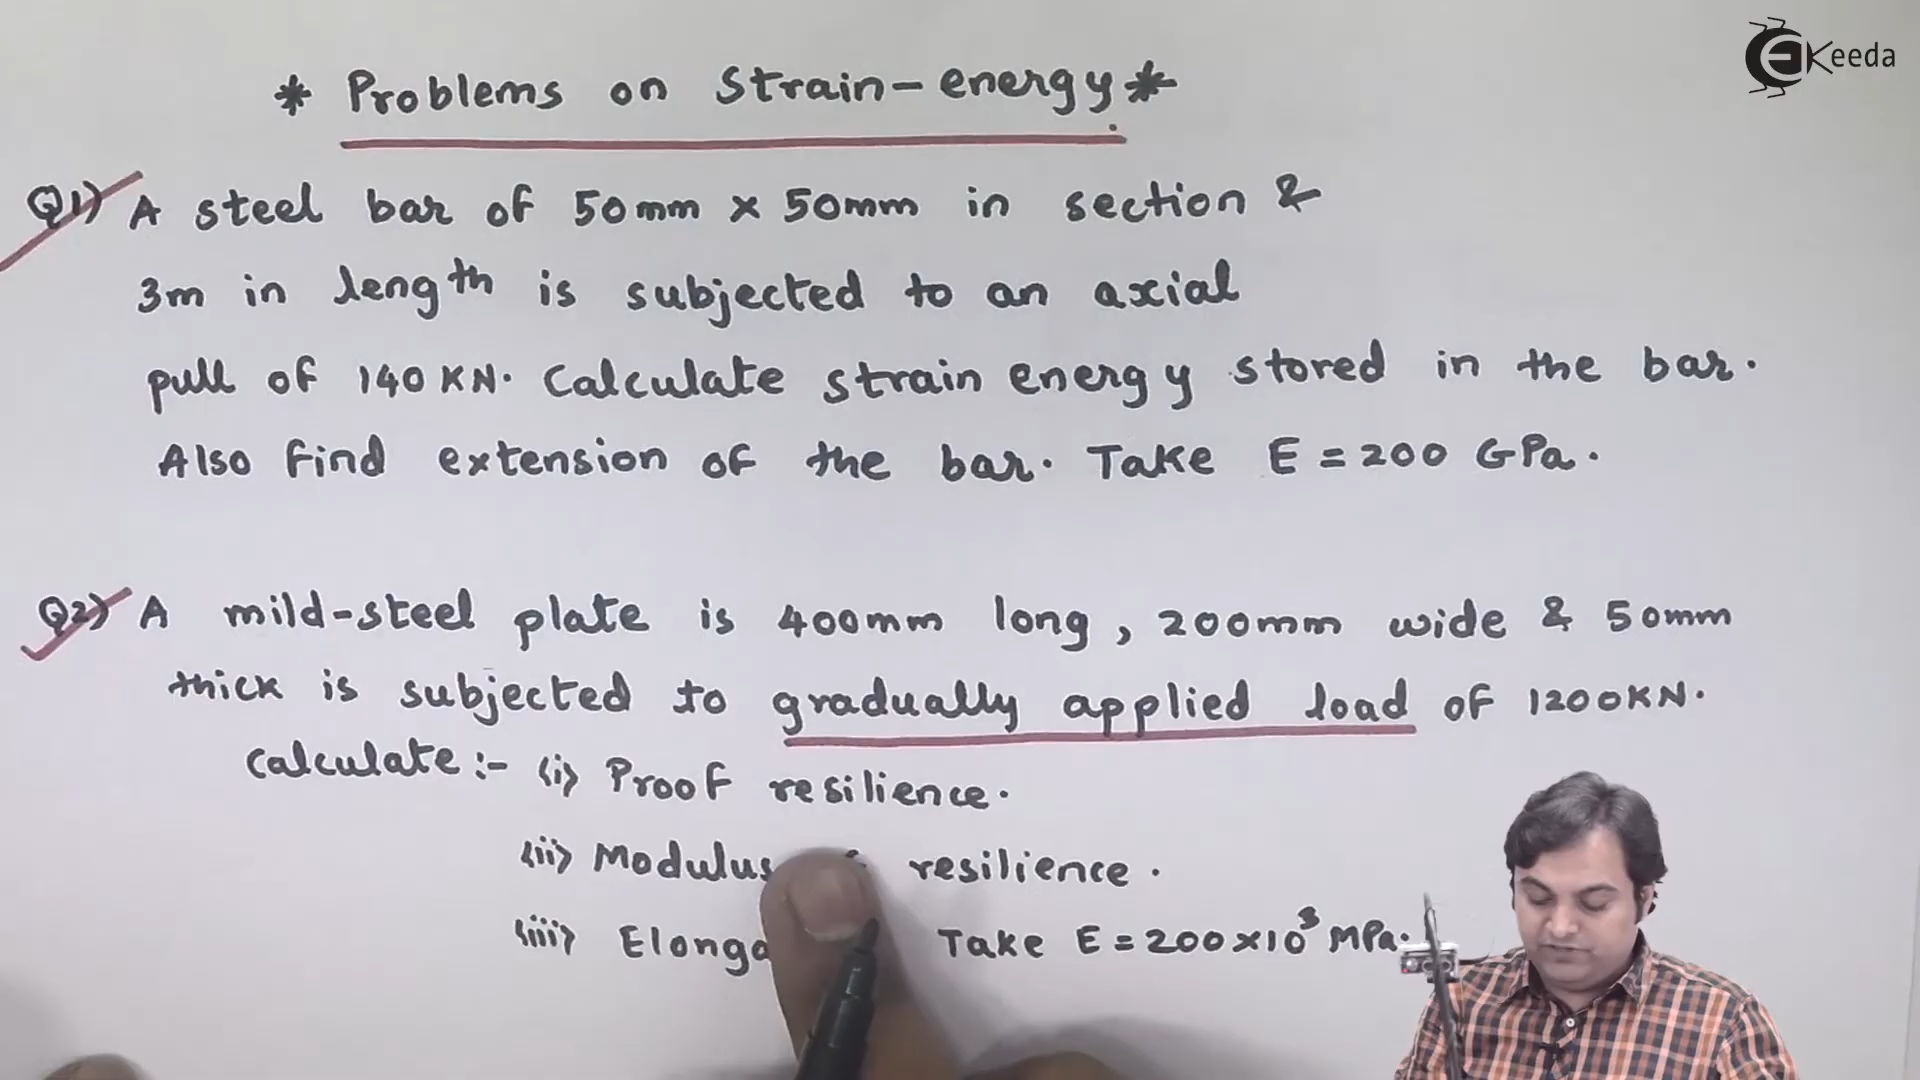 EKeeda
* Problems on Strain-energy *
Q1) A steel bar of 50mm x 50mm in section &
3m in length is subjected to an axial
pull of 140 KN. Calculate strain energy stored in the bar.
Also find extension of the bar. Take E = 200 GPa.
Q2) A mild-steel plate is 400mm long, 200mm wide & 50mm
thick is subjected to gradually applied load of 1200KN.
Calculate :- (i) Proof resilience.
(ii) Modulus resilience.
(iii) Take E = 200x10³ MPa.